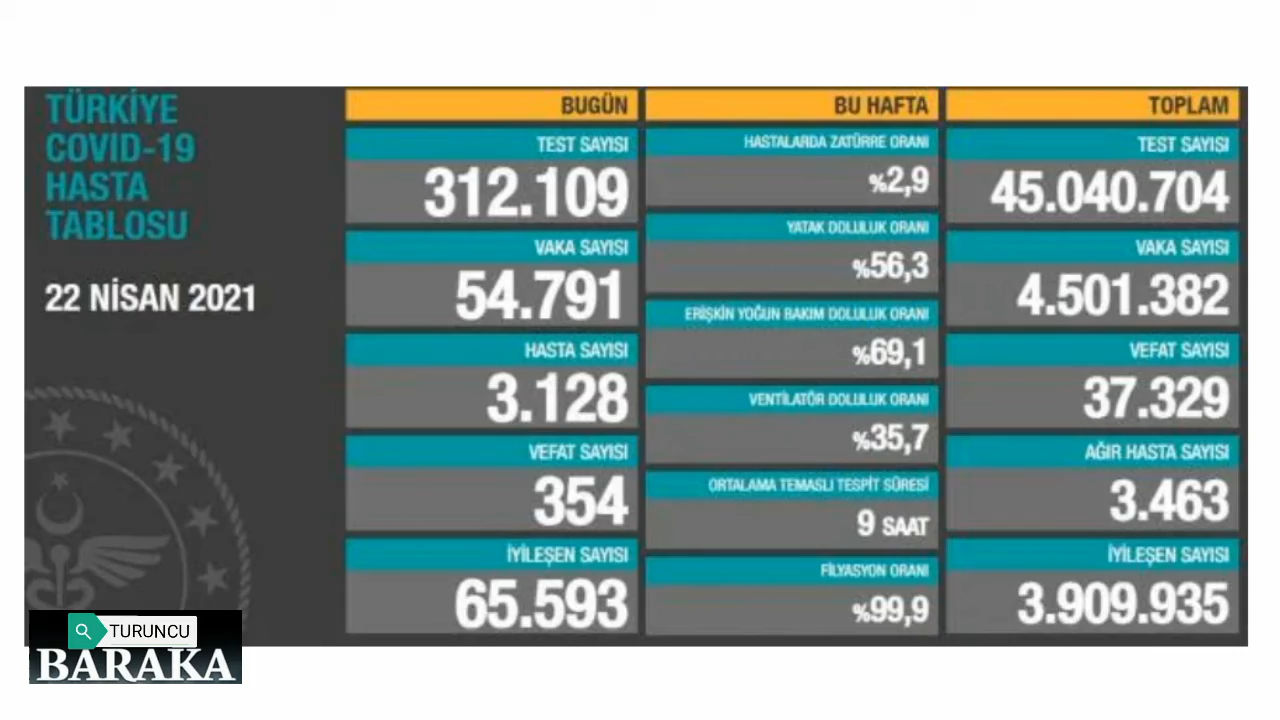 TÜRKİYE
COVID-19
HASTA
TABLOSU
22 NİSAN 2021
BUGÜN
TEST SAYISI
312.109
VAKA SAYISI
54.791
HASTA SAYISI
3.128
VEFAT SAYISI
354
İYİLEŞEN SAYISI
65.593
BU HAFTA
HASTALARDA ZATÜRRE ORANI
%2,9
YATAK DOLULUK ORANI
%56,3
ERİŞKİN YOĞUN BAKIM DOLULUK ORANI
%69,1
VENTİLATÖR DOLULUK ORANI
%35,7
ORTALAMA TEMASLI TESPİT SÜRESİ
9 SAAT
FİLYASYON ORANI
%99,9
TOPLAM
TEST SAYISI
45.040.704
VAKA SAYISI
4.501.382
VEFAT SAYISI
37.329
AĞIR HASTA SAYISI
3.463
İYİLEŞEN SAYISI
3.909.935
TURUNCU
BARAKA